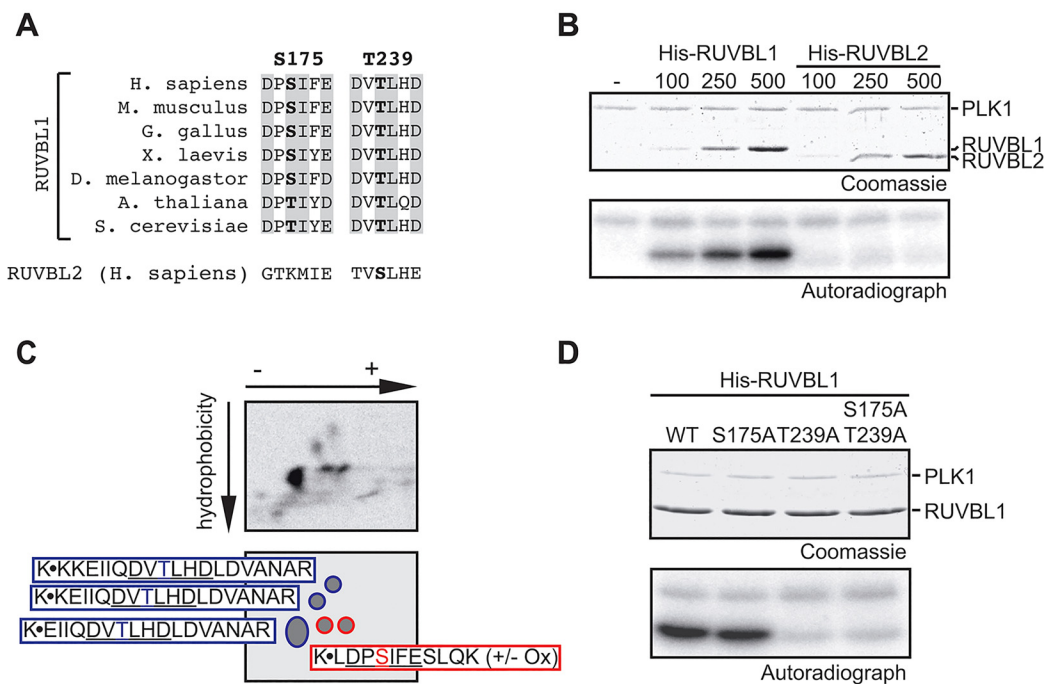 A
S175 T239
RUVBL1
H. sapiens DPSIFE DVTLHD
M. musculus DPSIFE DVTLHD
G. gallus DPSIFE DVTLHD
X. laevis DPSIYE DVTLHD
D. melanogastor DPSIFD DVTLHD
A. thaliana DPTIYD DVTLQD
S. cerevisiae DPTIYE DVTLHD
RUVBL2 (H. sapiens) GTKMIE TVSLHE
B
His-RUVBL1 His-RUVBL2
- 100 250 500 100 250 500
PLK1
RUVBL1
RUVBL2
Coomassie
Autoradiograph
C
- +
hydrophobicity
K•KKEIIQDVTLHDLDVANAR
K•KEIIQDVTLHDLDVANAR
K•EIIQDVTLHDLDVANAR
K•LDPSIFESLQK (+/- Ox)
D
His-RUVBL1
S175A
WT S175A T239A T239A
PLK1
RUVBL1
Coomassie
Autoradiograph